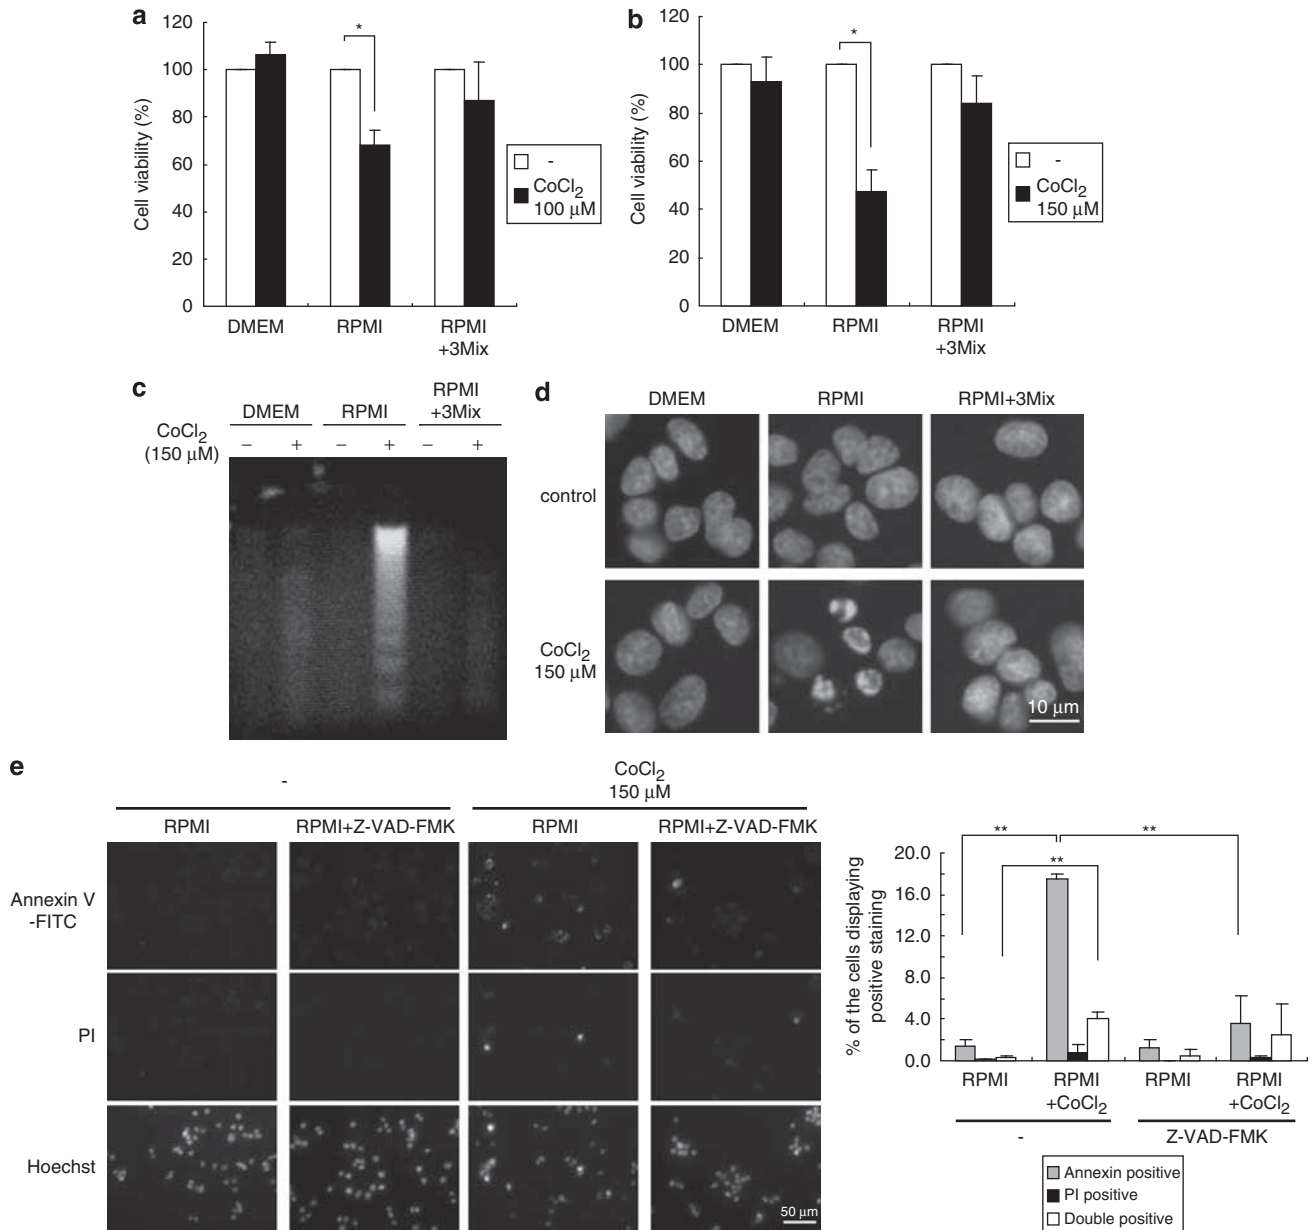 a
120
100
80
60
40
20
0
Cell viability (%)
*
DMEM
RPMI
RPMI
+3Mix
-
CoCl2
100 µM
b
120
100
80
60
40
20
0
Cell viability (%)
*
DMEM
RPMI
RPMI
+3Mix
-
CoCl2
150 µM
c
DMEM
RPMI
RPMI
+3Mix
CoCl2
(150 µM)
− + − + − +
d
DMEM
RPMI
RPMI+3Mix
control
CoCl2
150 µM
10 µm
e
-
CoCl2
150 µM
RPMI
RPMI+Z-VAD-FMK
RPMI
RPMI+Z-VAD-FMK
Annexin V
-FITC
PI
Hoechst
50 µm
% of the cells displaying
positive staining
20.0
16.0
12.0
8.0
4.0
0.0
**
**
**
RPMI
RPMI
+CoCl2
RPMI
RPMI
+CoCl2
-
Z-VAD-FMK
Annexin positive
PI positive
Double positive